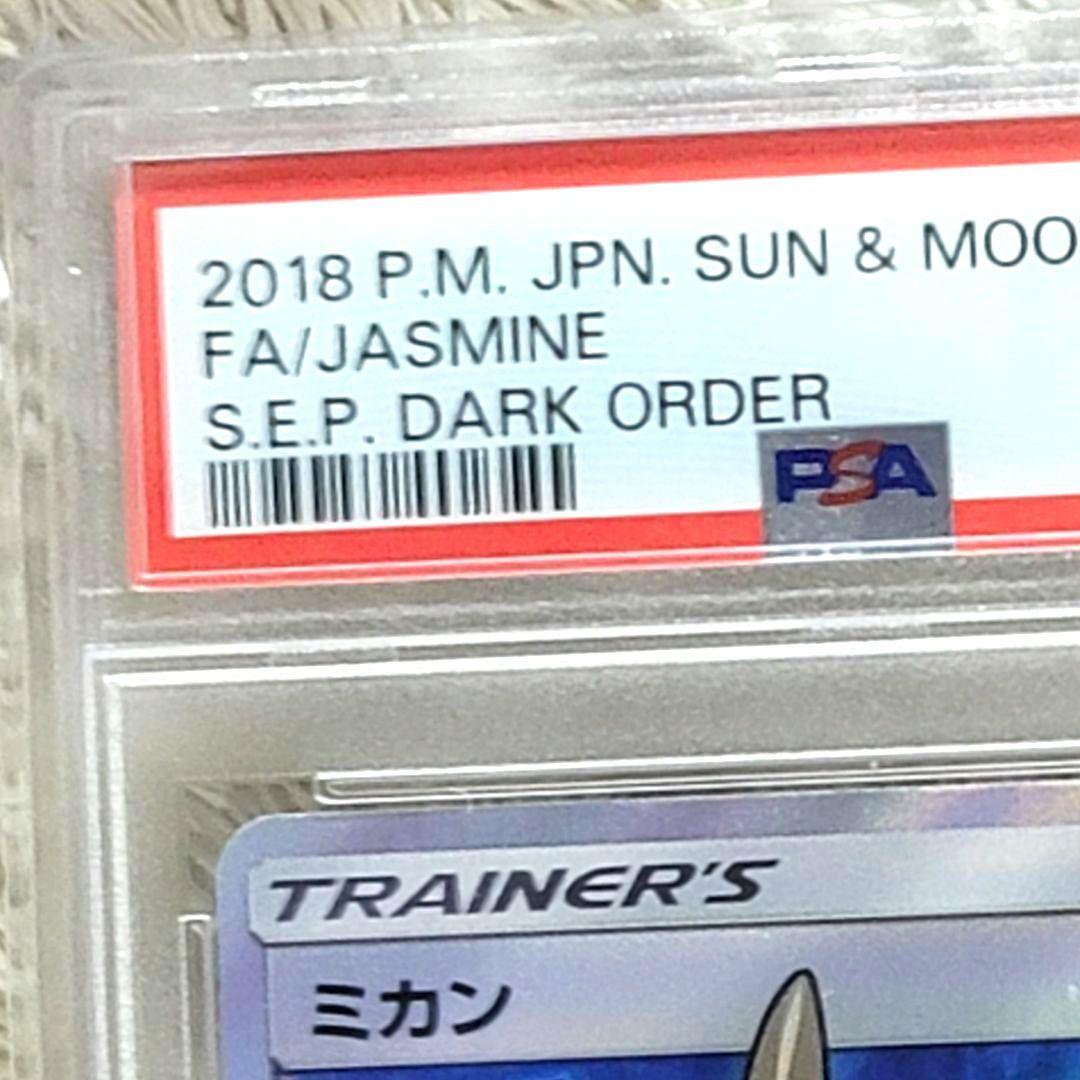 2018 P.M. JPN. SUN & MOO
FA/JASMINE
S.E.P. DARK ORDER
PSA
TRAINER'S
ミカン